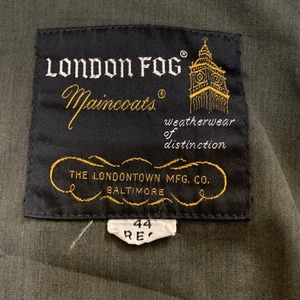 LONDON FOG®
Maincoats®
weatherwear
of
distinction
THE LONDONTOWN MFG. CO.
BALTIMORE
44
REG